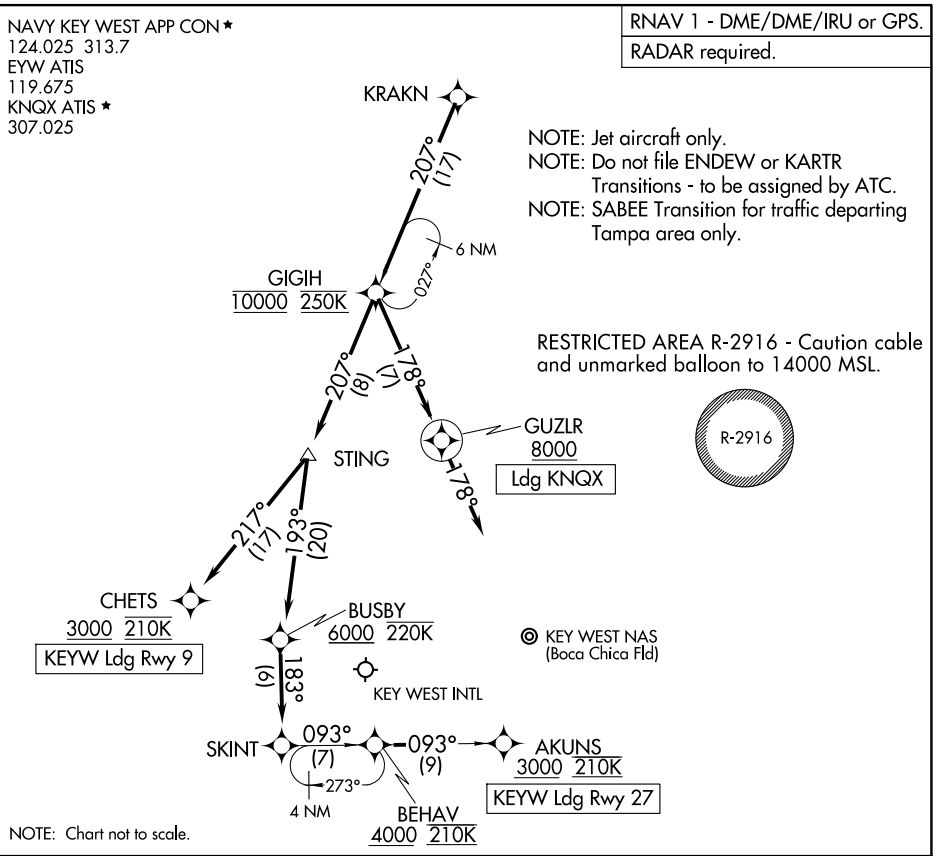 NAVY KEY WEST APP CON ★
124.025 313.7
EYW ATIS
119.675
KNQX ATIS ★
307.025
RNAV 1 - DME/DME/IRU or GPS.
RADAR required.
KRAKN
207°
(17)
NOTE: Jet aircraft only.
NOTE: Do not file ENDEW or KARTR
Transitions - to be assigned by ATC.
NOTE: SABEE Transition for traffic departing
Tampa area only.
6 NM
027°
GIGIH
10000 250K
207°
(8)
178°
(7)
RESTRICTED AREA R-2916 - Caution cable
and unmarked balloon to 14000 MSL.
R-2916
GUZLR
8000
Ldg KNQX
178°
STING
217°
(17)
193°
(20)
CHETS
3000 210K
KEYW Ldg Rwy 9
BUSBY
6000 220K
183°
(6)
KEY WEST NAS
(Boca Chica Fld)
KEY WEST INTL
SKINT
093°
(7)
093°
(9)
AKUNS
3000 210K
KEYW Ldg Rwy 27
273°
4 NM
BEHAV
4000 210K
NOTE: Chart not to scale.